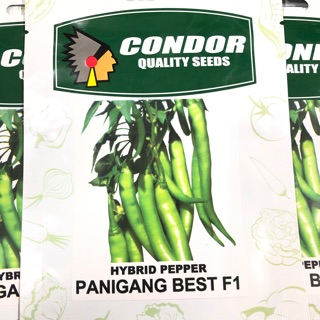 CONDOR
QUALITY SEEDS
HYBRID PEPPER
PANIGANG BEST F1